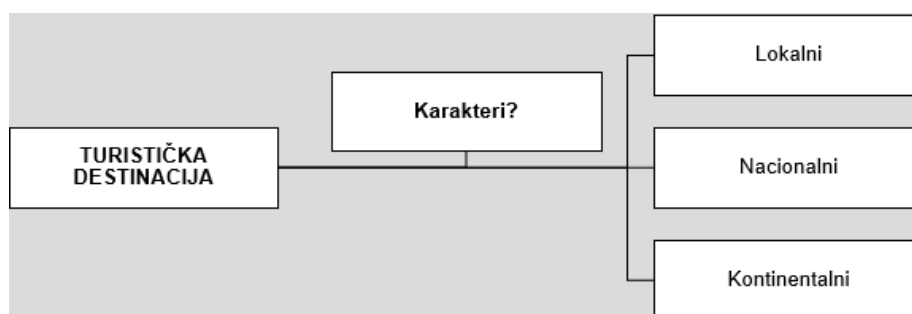 TURISTIČKA
DESTINACIJA
Karakteri?
Lokalni
Nacionalni
Kontinentalni